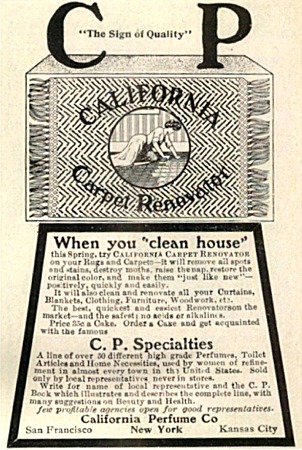 C P
"The Sign of Quality"
CALIFORNIA
Carpet Renovator
When you "clean house"
this Spring, try CALIFORNIA CARPET RENOVATOR
on your Rugs and Carpets—it will remove all spots
and stains, destroy moths, raise the nap, restore the
original color, and make them "just like new"—
positively, quickly and easily.
It will also clean and renovate all your Curtains,
Blankets, Clothing, Furniture, Woodwork, etc.
The best, quickest and easiest Renovator on the
market—and the safest; no acids or alkalines.
Price 35c a Cake. Order a Cake and get acquainted
with the famous
C. P. Specialties
A line of over 50 different high grade Perfumes, Toilet
Articles and Home Necessities, used by women of refine-
ment in almost every town in the United States. Sold
only by local representatives, never in stores.
Write for name of local representative and the C. P.
Book which illustrates and describes the complete line, with
many suggestions on Beauty and Health.
few profitable agencies open for good representatives.
California Perfume Co
San Francisco New York Kansas City